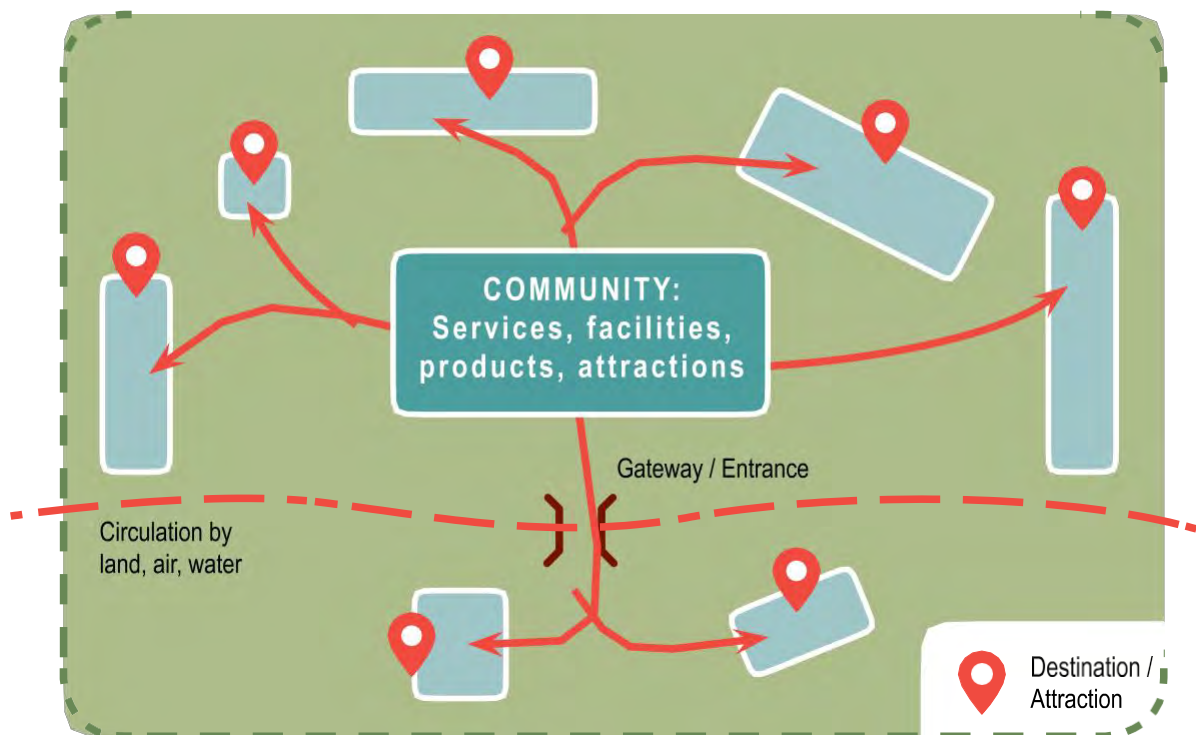 COMMUNITY:
Services, facilities,
products, attractions
Gateway / Entrance
Circulation by
land, air, water
Destination /
Attraction